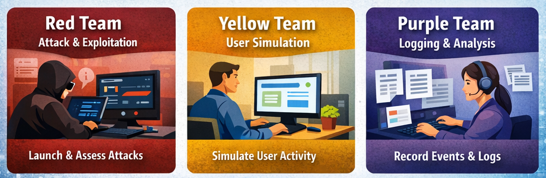 Red Team
Attack & Exploitation
Launch & Assess Attacks
Yellow Team
User Simulation
Simulate User Activity
Purple Team
Logging & Analysis
Record Events & Logs